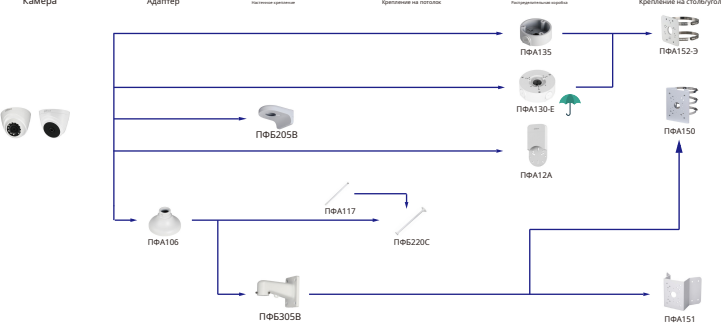 Камера
Адаптер
Настенное крепление
Крепление на потолок
Распределительная коробка
Крепление на столб/угол
ПФА135
ПФА152-Э
ПФА130-Е
ПФБ205В
ПФА150
ПФА12А
ПФА117
ПФА106
ПФБ220С
ПФБ305В
ПФА151